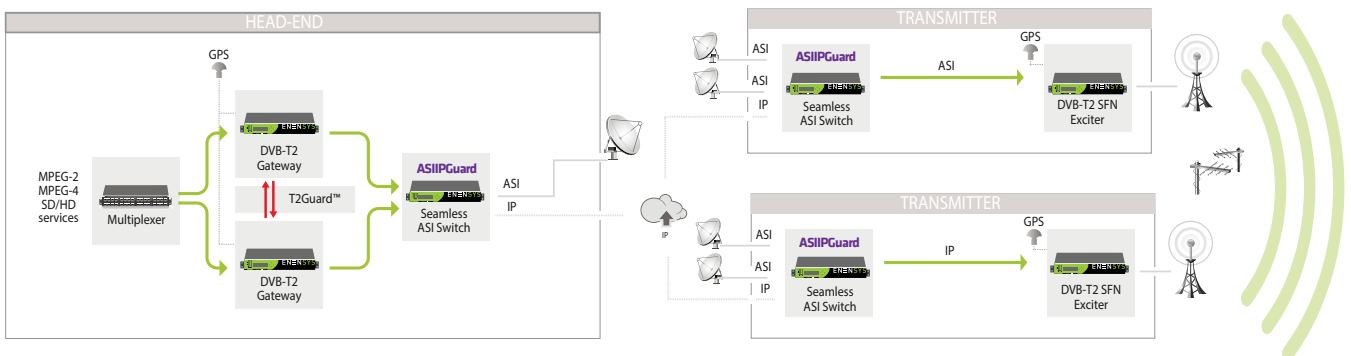 HEAD-END
GPS
MPEG-2
MPEG-4
SD/HD
services
Multiplexer
ENENSYS
DVB-T2
Gateway
T2Guard™
ENENSYS
DVB-T2
Gateway
ASIIPGuard
ENENSYS
Seamless
ASI Switch
ASI
IP
IP
TRANSMITTER
ASI
ASI
IP
ASIIPGuard
ENENSYS
Seamless
ASI Switch
ASI
GPS
ENENSYS
DVB-T2 SFN
Exciter
TRANSMITTER
ASI
ASI
IP
ASIIPGuard
ENENSYS
Seamless
ASI Switch
IP
GPS
ENENSYS
DVB-T2 SFN
Exciter